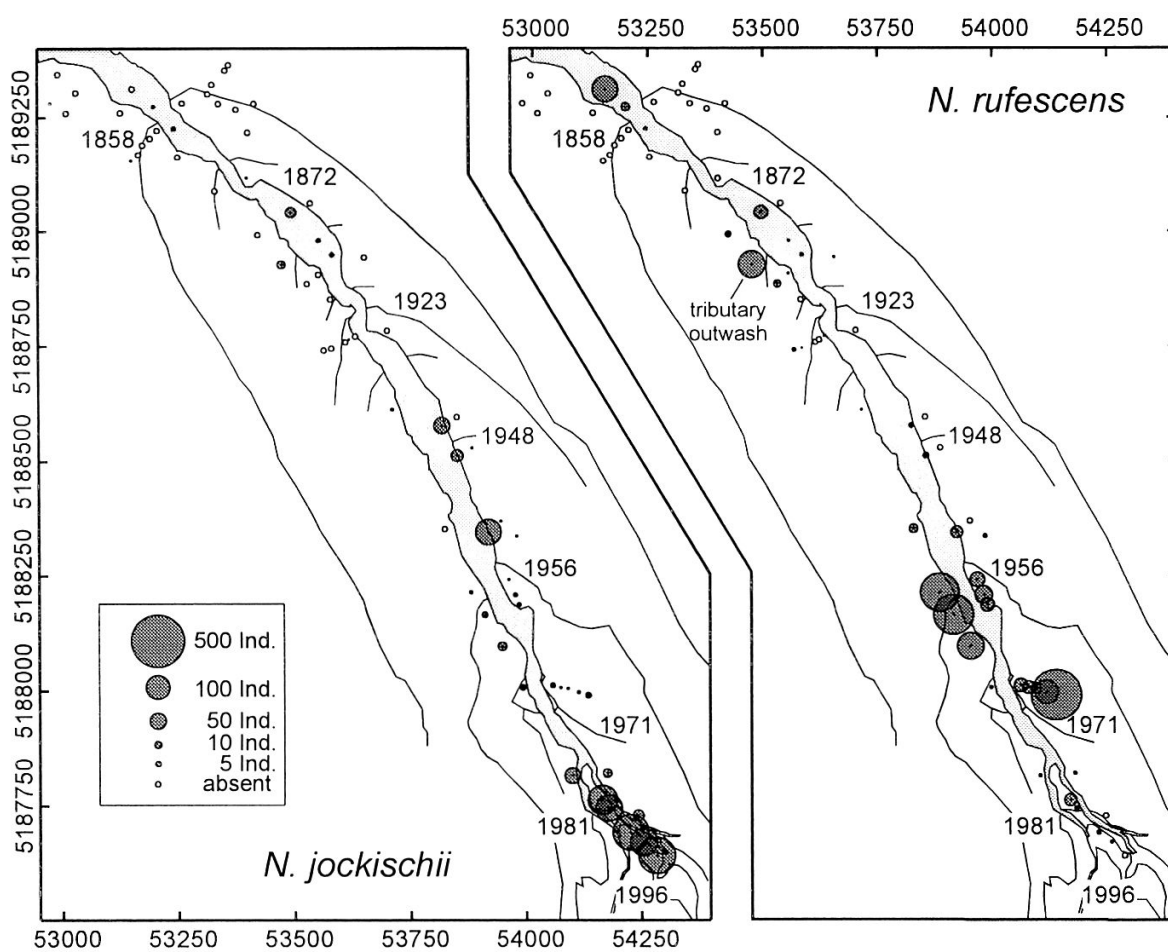 53000 53250 53500 53750 54000 54250
N. rufescens
5189250
5189000
5188750
5188500
5188250
5188000
5187750
1858
1872
1923
1948
1956
1971
1981
1996
500 Ind.
100 Ind.
50 Ind.
10 Ind.
5 Ind.
absent
N. jockischii
1858
1872
tributary
outwash
1923
1948
1956
1971
1981
1996
53000 53250 53500 53750 54000 54250